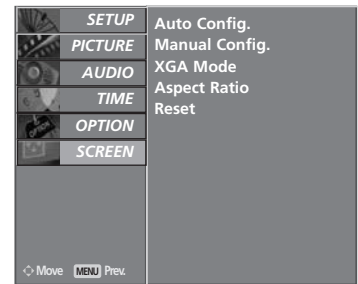 SETUP
PICTURE
AUDIO
TIME
OPTION
SCREEN
Auto Config.
Manual Config.
XGA Mode
Aspect Ratio
Reset
Move MENU Prev.